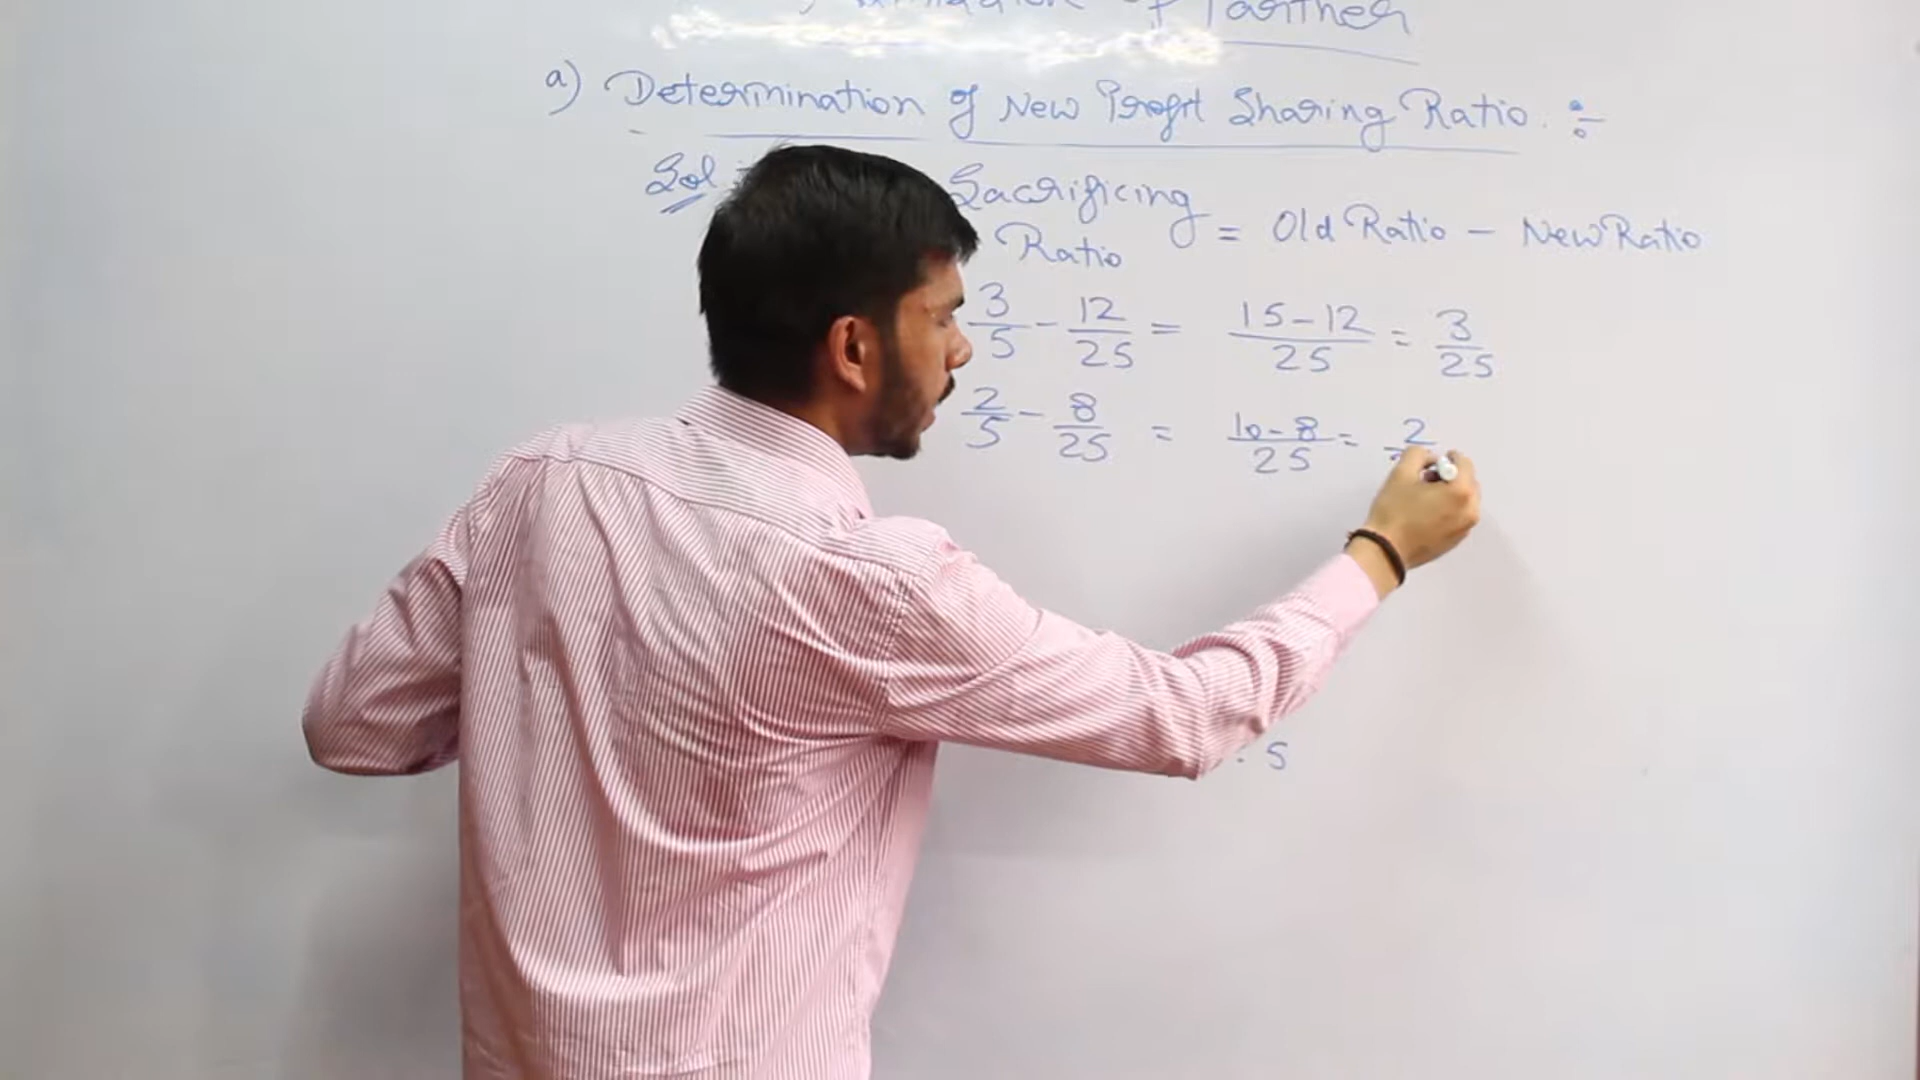 of Partner
a) Determination of New Profit Sharing Ratio :-
Sol Sacrificing Ratio = Old Ratio - New Ratio
3/5 - 12/25 = 15-12/25 = 3/25
2/5 - 8/25 = 10-8/25 = 2
: 5